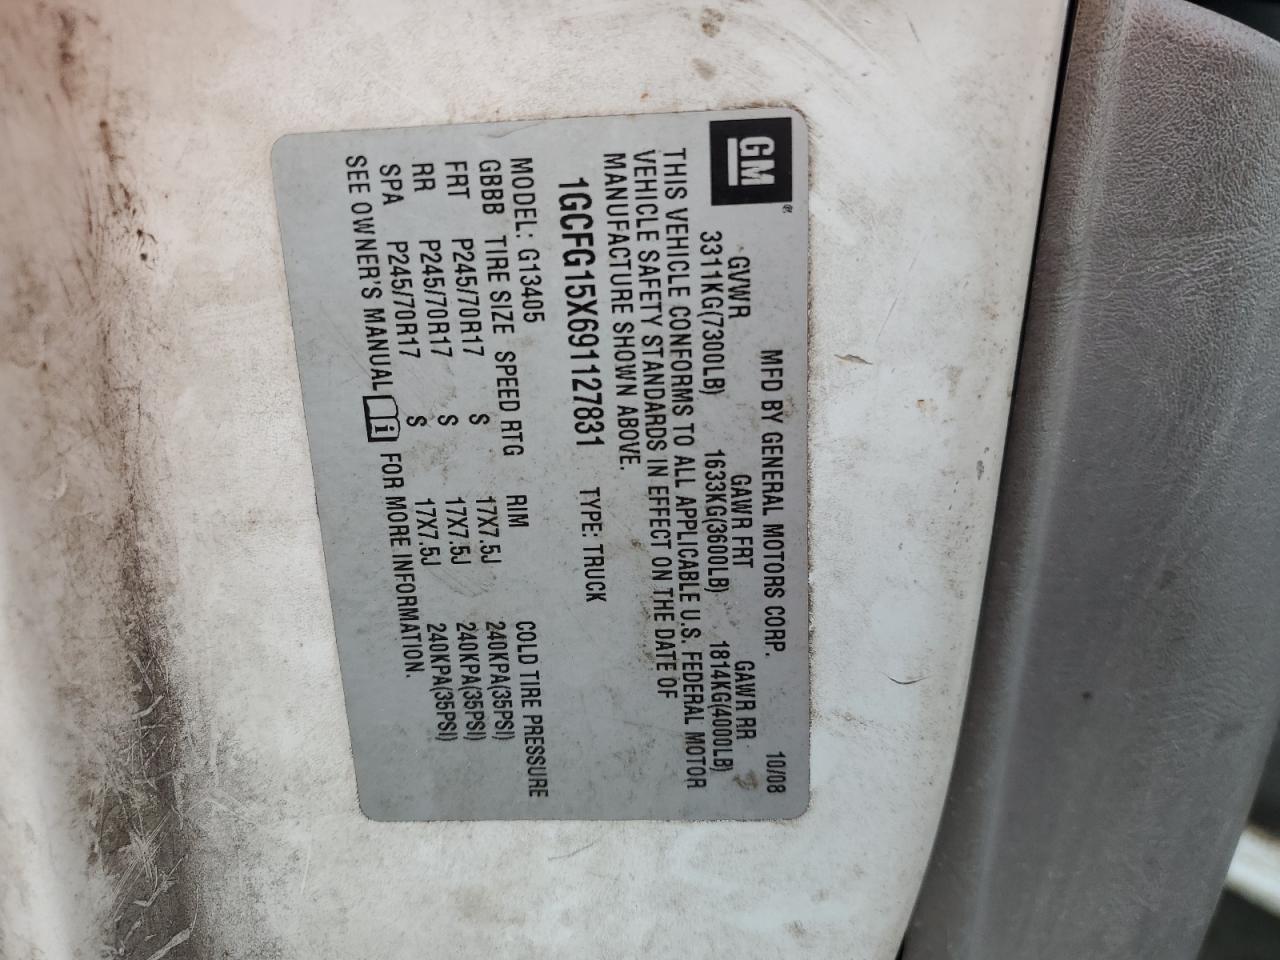 GM®
MFD BY GENERAL MOTORS CORP. 10/08
GVWR GAWR FRT GAWR RR
3311KG(7300LB) 1633KG(3600LB) 1814KG(4000LB)
THIS VEHICLE CONFORMS TO ALL APPLICABLE U.S. FEDERAL MOTOR
VEHICLE SAFETY STANDARDS IN EFFECT ON THE DATE OF
MANUFACTURE SHOWN ABOVE.
1GCFG15X691127831 TYPE: TRUCK
MODEL: G13405
GBBB TIRE SIZE SPEED RTG RIM COLD TIRE PRESSURE
FRT P245/70R17 S 17X7.5J 240KPA(35PSI)
RR P245/70R17 S 17X7.5J 240KPA(35PSI)
SPA P245/70R17 S 17X7.5J 240KPA(35PSI)
SEE OWNER'S MANUAL i FOR MORE INFORMATION.